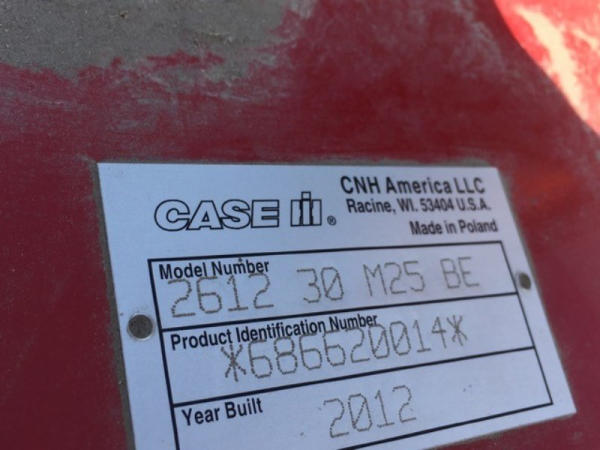 CASE IH®
CNH America LLC
Racine, WI. 53404 U.S.A.
Made in Poland
Model Number
2612 30 M25 BE
Product Identification Number
*686620014*
Year Built
2012